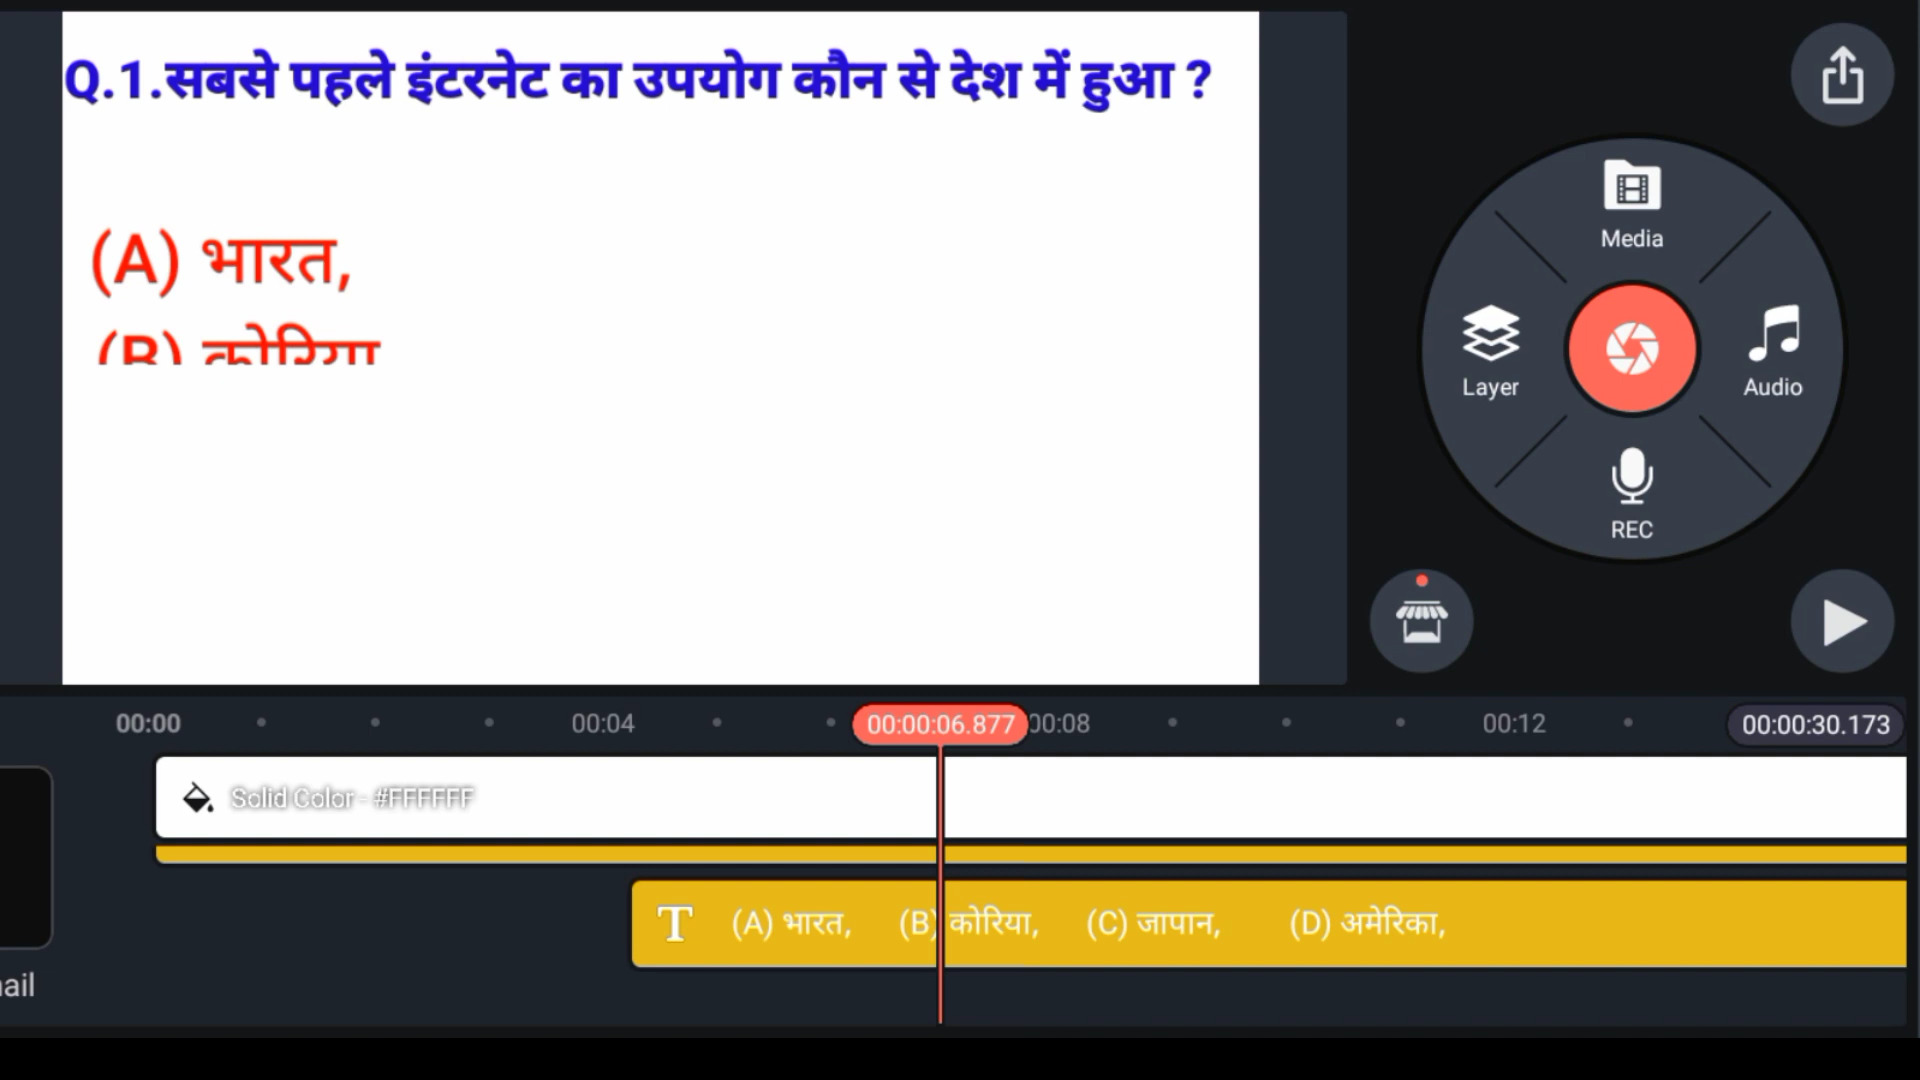 Q.1.सबसे पहले इंटरनेट का उपयोग कौन से देश में हुआ ?
(A) भारत,
(B) कोरिया
Media
Layer
Audio
REC
00:00
00:04
00:00:06.877
00:08
00:12
00:00:30.173
Solid Color - #FFFFFF
T (A) भारत, (B) कोरिया, (C) जापान, (D) अमेरिका,